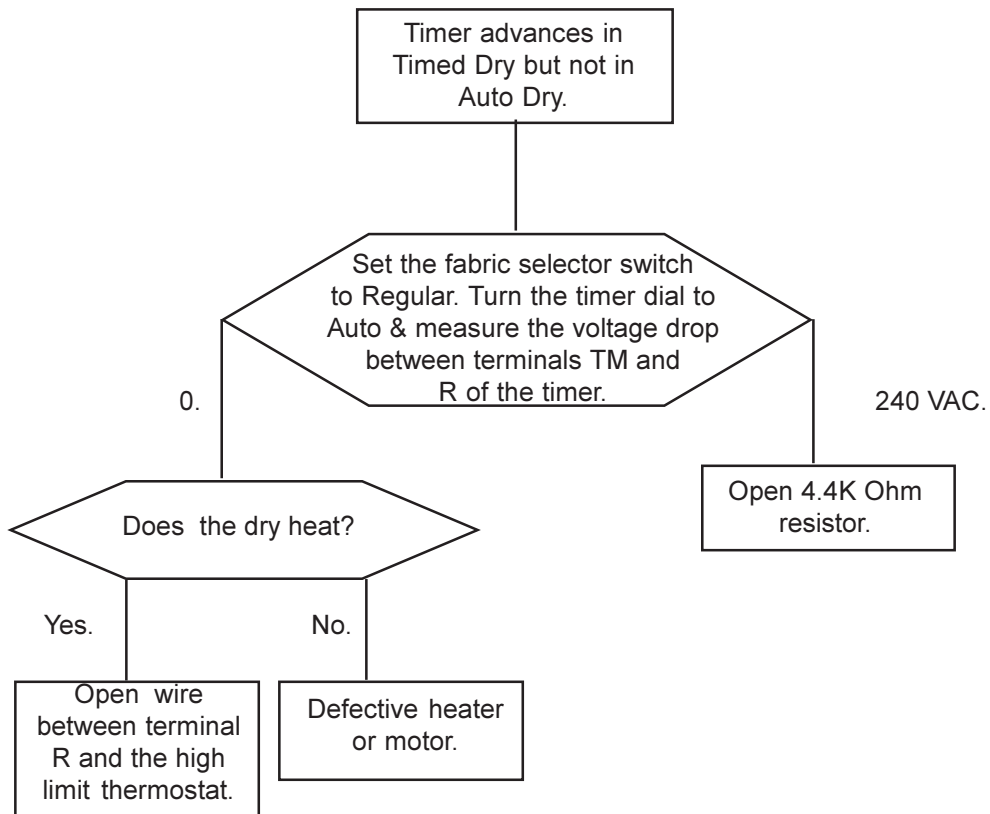 Timer advances in
Timed Dry but not in
Auto Dry.
Set the fabric selector switch
to Regular. Turn the timer dial to
Auto & measure the voltage drop
between terminals TM and
R of the timer.
0.
240 VAC.
Does the dry heat?
Open 4.4K Ohm
resistor.
Yes.
No.
Open wire
between terminal
R and the high
limit thermostat.
Defective heater
or motor.